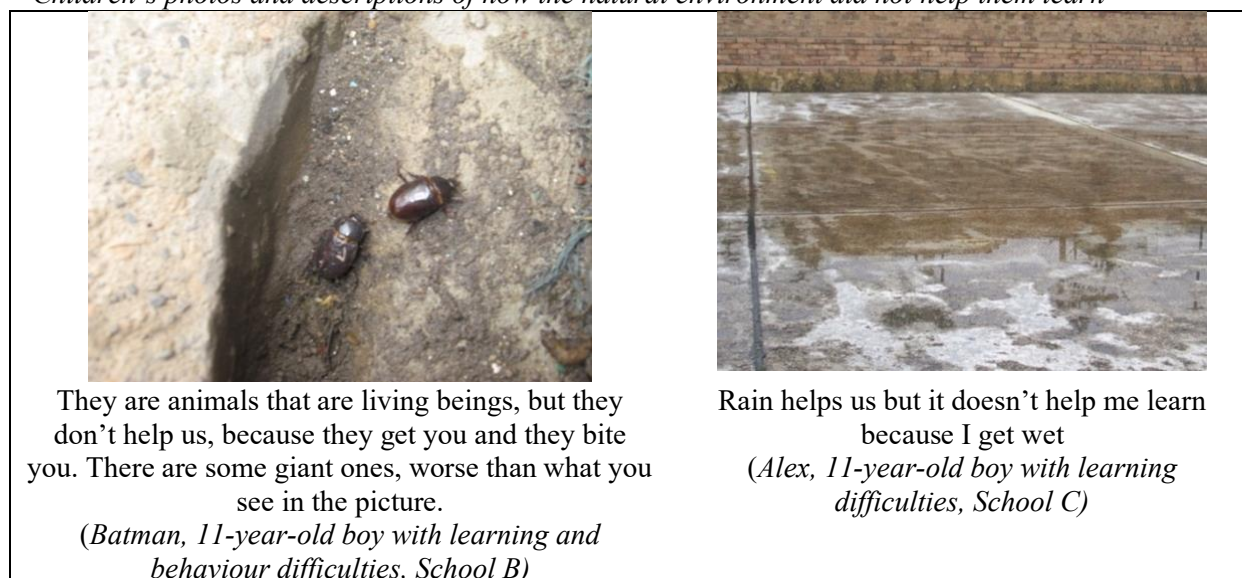 Children's photos and descriptions of how the natural environment did not help them learn
They are animals that are living beings, but they
don't help us, because they get you and they bite
you. There are some giant ones, worse than what you
see in the picture.
(Batman, 11-year-old boy with learning and
behaviour difficulties. School B)
Rain helps us but it doesn't help me learn
because I get wet
(Alex, 11-year-old boy with learning
difficulties, School C)